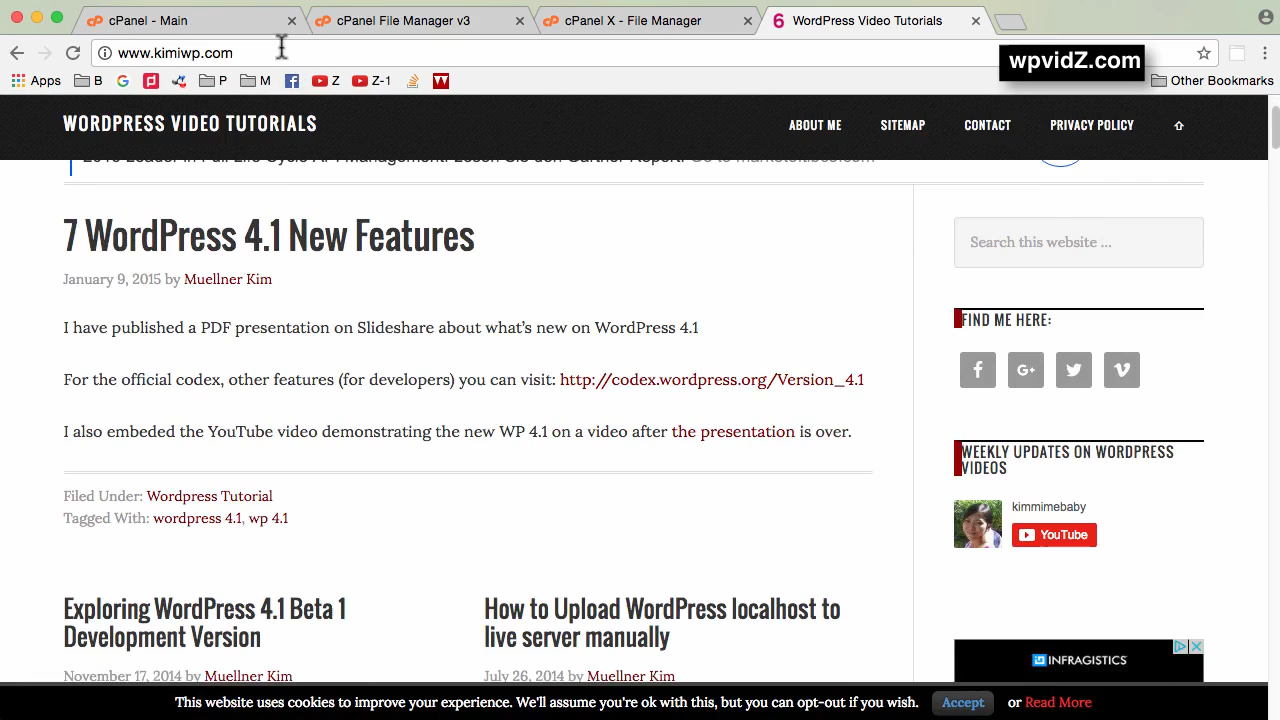 cPanel - Main
cPanel File Manager v3
cPanel X - File Manager
6 WordPress Video Tutorials
www.kimiwp.com
wpvidZ.com
Apps
B
P
M
Z
Z-1
Other Bookmarks
WORDPRESS VIDEO TUTORIALS
ABOUT ME
SITEMAP
CONTACT
PRIVACY POLICY
7 WordPress 4.1 New Features
January 9, 2015 by Muellner Kim
I have published a PDF presentation on Slideshare about what's new on WordPress 4.1
For the official codex, other features (for developers) you can visit: http://codex.wordpress.org/Version_4.1
I also embeded the YouTube video demonstrating the new WP 4.1 on a video after the presentation is over.
Filed Under: Wordpress Tutorial
Tagged With: wordpress 4.1, wp 4.1
Exploring WordPress 4.1 Beta 1
Development Version
November 17, 2014 by Muellner Kim
How to Upload WordPress localhost to
live server manually
July 26, 2014 by Muellner Kim
Search this website ...
FIND ME HERE:
WEEKLY UPDATES ON WORDPRESS
VIDEOS
kimmimebaby
YouTube
INFRAGISTICS
This website uses cookies to improve your experience. We'll assume you're ok with this, but you can opt-out if you wish. Accept or Read More